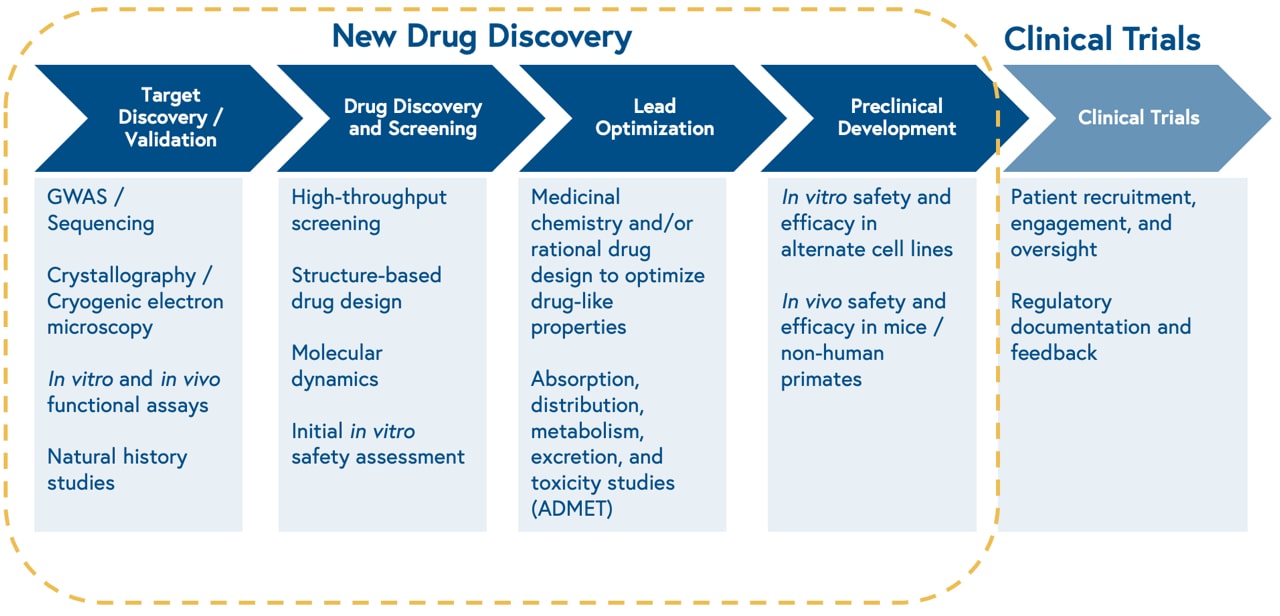 New Drug Discovery
Clinical Trials
Target
Discovery /
Validation
Drug Discovery
and Screening
Lead
Optimization
Preclinical
Development
Clinical Trials
GWAS /
Sequencing
Crystallography /
Cryogenic electron
microscopy
In vitro and in vivo
functional assays
Natural history
studies
High-throughput
screening
Structure-based
drug design
Molecular
dynamics
Initial in vitro
safety assessment
Medicinal
chemistry and/or
rational drug
design to optimize
drug-like
properties
Absorption,
distribution,
metabolism,
excretion, and
toxicity studies
(ADMET)
In vitro safety and
efficacy in
alternate cell lines
In vivo safety and
efficacy in mice /
non-human
primates
Patient recruitment,
engagement, and
oversight
Regulatory
documentation and
feedback